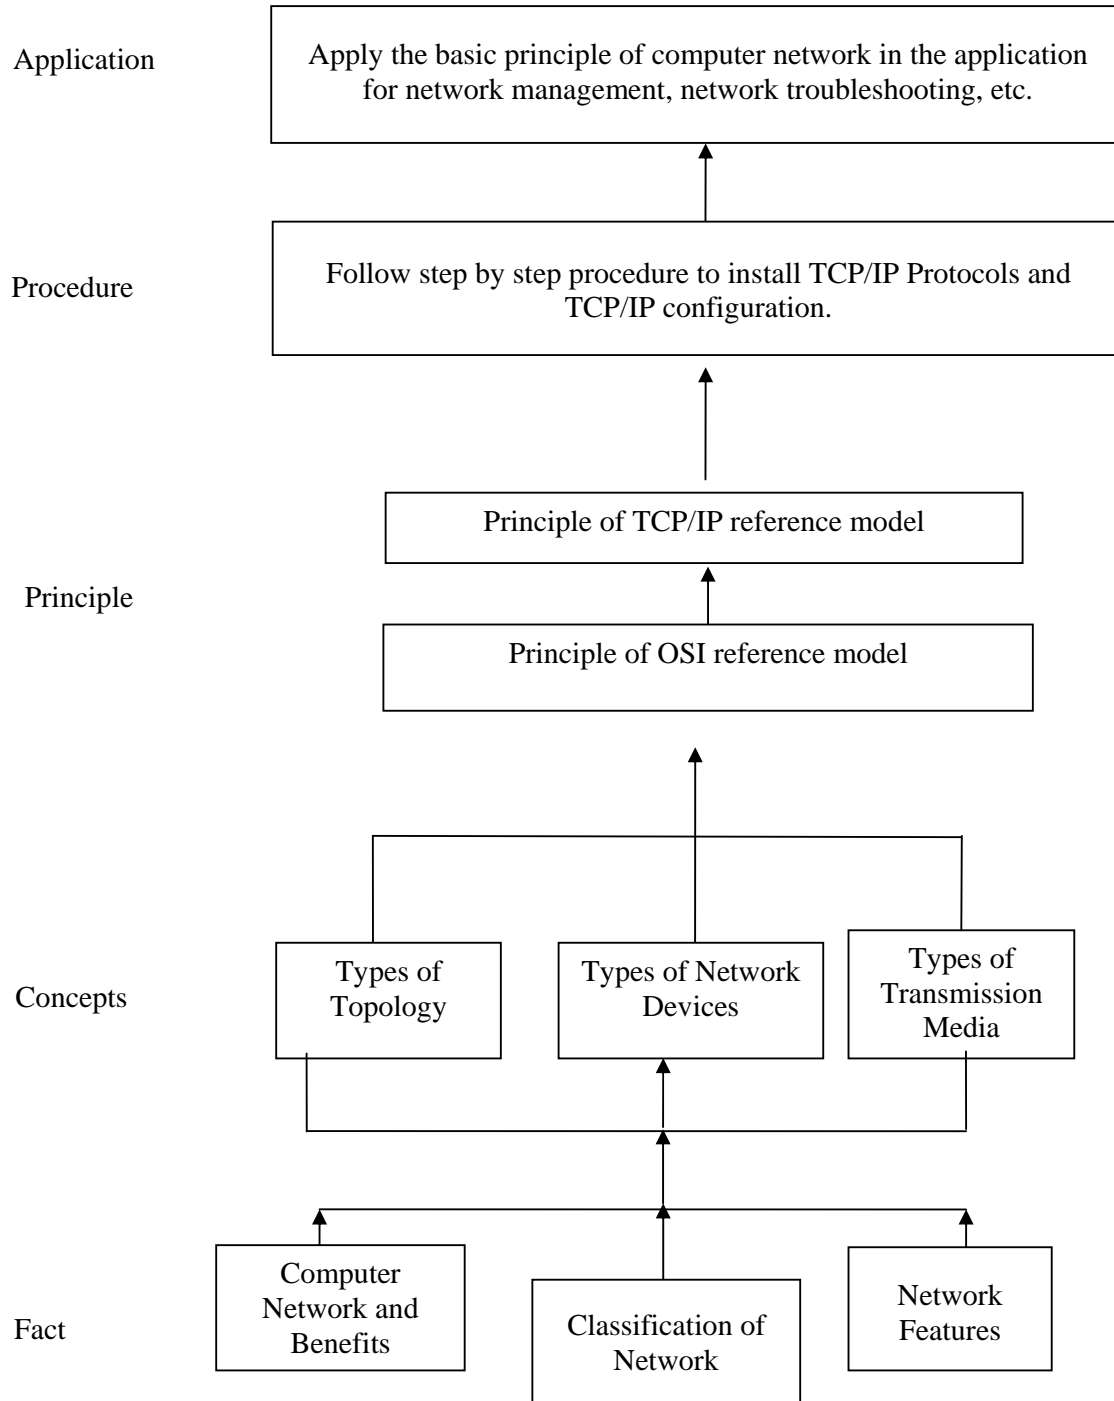 Application
Apply the basic principle of computer network in the application
for network management, network troubleshooting, etc.
Procedure
Follow step by step procedure to install TCP/IP Protocols and
TCP/IP configuration.
Principle
Principle of TCP/IP reference model
Principle of OSI reference model
Concepts
Types of
Topology
Types of Network
Devices
Types of
Transmission
Media
Fact
Computer
Network and
Benefits
Classification of
Network
Network
Features